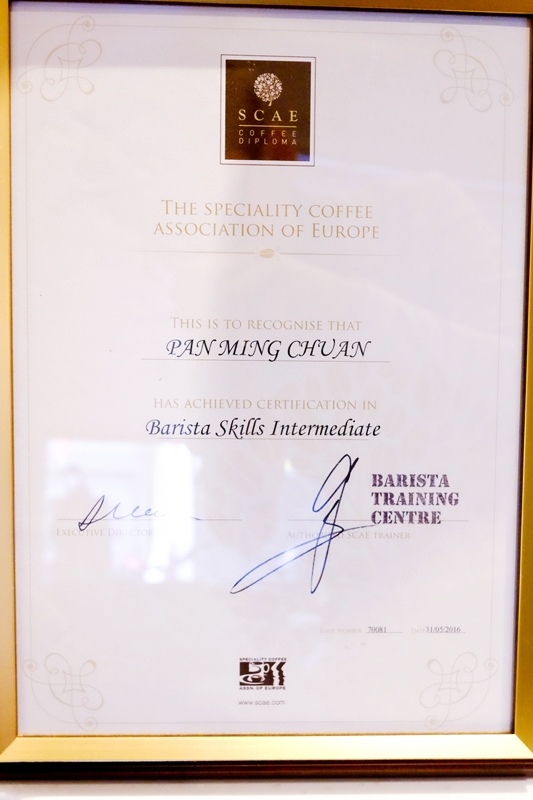 SCAE
COFFEE
DIPLOMA
THE SPECIALITY COFFEE
ASSOCIATION OF EUROPE
THIS IS TO RECOGNISE THAT
PAN MING CHUAN
HAS ACHIEVED CERTIFICATION IN
Barista Skills Intermediate
BARISTA
TRAINING
CENTRE
EXECUTIVE DIRECTOR
AUTHORISED SCAE TRAINER
70081 31/05/2016
SPECIALITY COFFEE
ASSN. OF EUROPE
www.scae.com